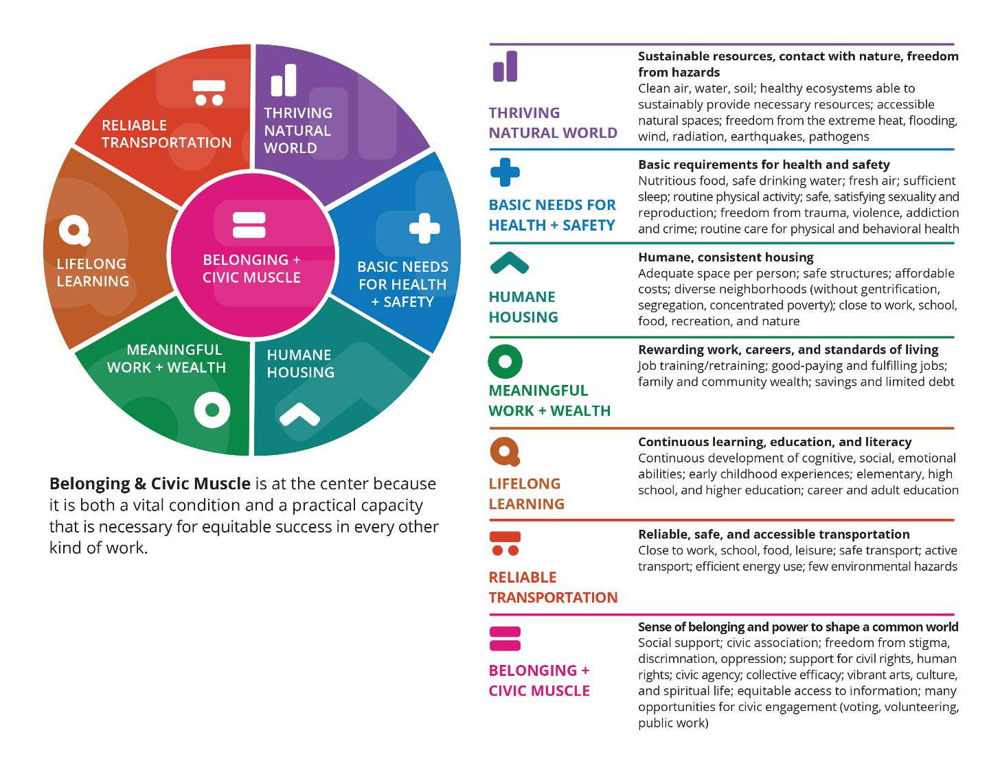 RELIABLE
TRANSPORTATION
THRIVING
NATURAL
WORLD
LIFELONG
LEARNING
BELONGING +
CIVIC MUSCLE
BASIC NEEDS
FOR HEALTH
+ SAFETY
MEANINGFUL
WORK + WEALTH
HUMANE
HOUSING
Belonging & Civic Muscle is at the center because
it is both a vital condition and a practical capacity
that is necessary for equitable success in every other
kind of work.
THRIVING
NATURAL WORLD
Sustainable resources, contact with nature, freedom
from hazards
Clean air, water, soil; healthy ecosystems able to
sustainably provide necessary resources; accessible
natural spaces; freedom from the extreme heat, flooding,
wind, radiation, earthquakes, pathogens
BASIC NEEDS FOR
HEALTH + SAFETY
Basic requirements for health and safety
Nutritious food, safe drinking water; fresh air; sufficient
sleep; routine physical activity; safe, satisfying sexuality and
reproduction; freedom from trauma, violence, addiction
and crime; routine care for physical and behavioral health
HUMANE
HOUSING
Humane, consistent housing
Adequate space per person; safe structures; affordable
costs; diverse neighborhoods (without gentrification,
segregation, concentrated poverty); close to work, school,
food, recreation, and nature
MEANINGFUL
WORK + WEALTH
Rewarding work, careers, and standards of living
Job training/retraining; good-paying and fulfilling jobs;
family and community wealth; savings and limited debt
LIFELONG
LEARNING
Continuous learning, education, and literacy
Continuous development of cognitive, social, emotional
abilities; early childhood experiences; elementary, high
school, and higher education; career and adult education
RELIABLE
TRANSPORTATION
Reliable, safe, and accessible transportation
Close to work, school, food, leisure; safe transport; active
transport; efficient energy use; few environmental hazards
BELONGING +
CIVIC MUSCLE
Sense of belonging and power to shape a common world
Social support; civic association; freedom from stigma,
discrimnation, oppression; support for civil rights, human
rights; civic agency; collective efficacy; vibrant arts, culture,
and spiritual life; equitable access to information; many
opportunities for civic engagement (voting, volunteering,
public work)